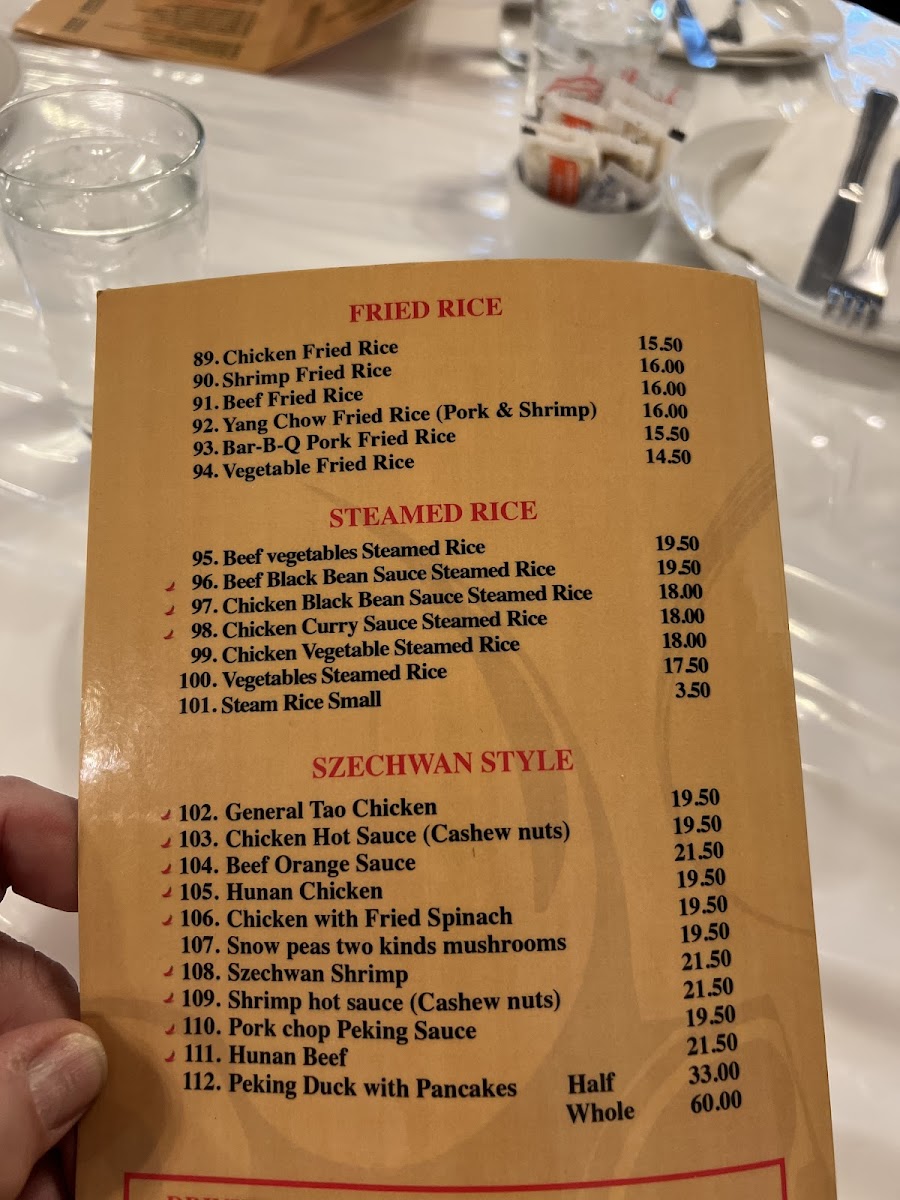 FRIED RICE
89. Chicken Fried Rice 15.50
90. Shrimp Fried Rice 16.00
91. Beef Fried Rice 16.00
92. Yang Chow Fried Rice (Pork & Shrimp) 16.00
93. Bar-B-Q Pork Fried Rice 15.50
94. Vegetable Fried Rice 14.50
STEAMED RICE
95. Beef vegetables Steamed Rice 19.50
96. Beef Black Bean Sauce Steamed Rice 19.50
97. Chicken Black Bean Sauce Steamed Rice 18.00
98. Chicken Curry Sauce Steamed Rice 18.00
99. Chicken Vegetable Steamed Rice 18.00
100. Vegetables Steamed Rice 17.50
101. Steam Rice Small 3.50
SZECHWAN STYLE
102. General Tao Chicken 19.50
103. Chicken Hot Sauce (Cashew nuts) 19.50
104. Beef Orange Sauce 21.50
105. Hunan Chicken 19.50
106. Chicken with Fried Spinach 19.50
107. Snow peas two kinds mushrooms 19.50
108. Szechwan Shrimp 21.50
109. Shrimp hot sauce (Cashew nuts) 21.50
110. Pork chop Peking Sauce 19.50
111. Hunan Beef 21.50
112. Peking Duck with Pancakes Half 33.00
Whole 60.00